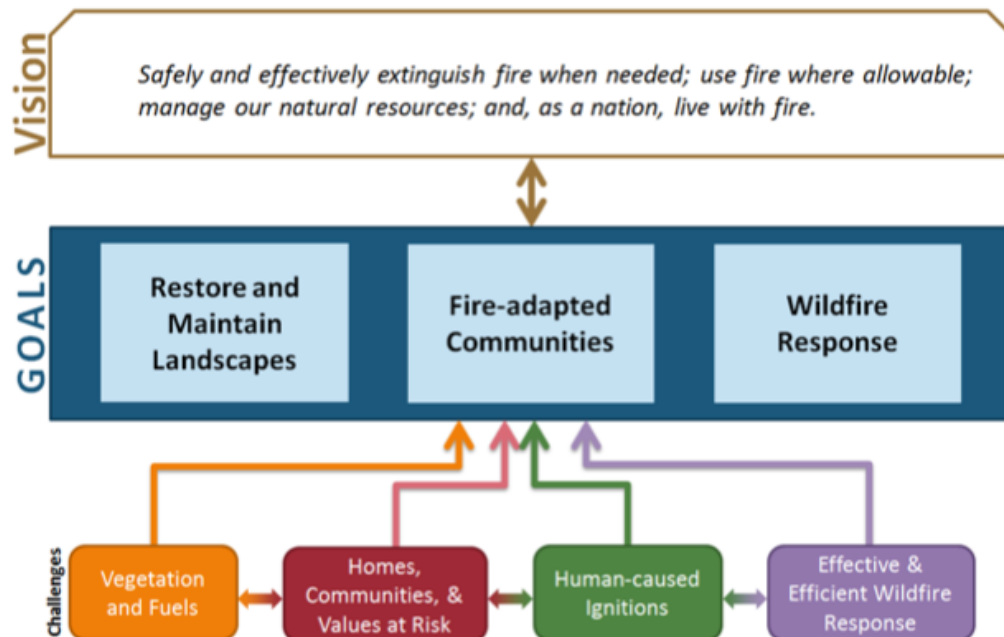 Vision
Safely and effectively extinguish fire when needed; use fire where allowable;
manage our natural resources; and, as a nation, live with fire.
GOALS
Restore and
Maintain
Landscapes
Fire-adapted
Communities
Wildfire
Response
Challenges
Vegetation
and Fuels
Homes,
Communities, &
Values at Risk
Human-caused
Ignitions
Effective &
Efficient Wildfire
Response